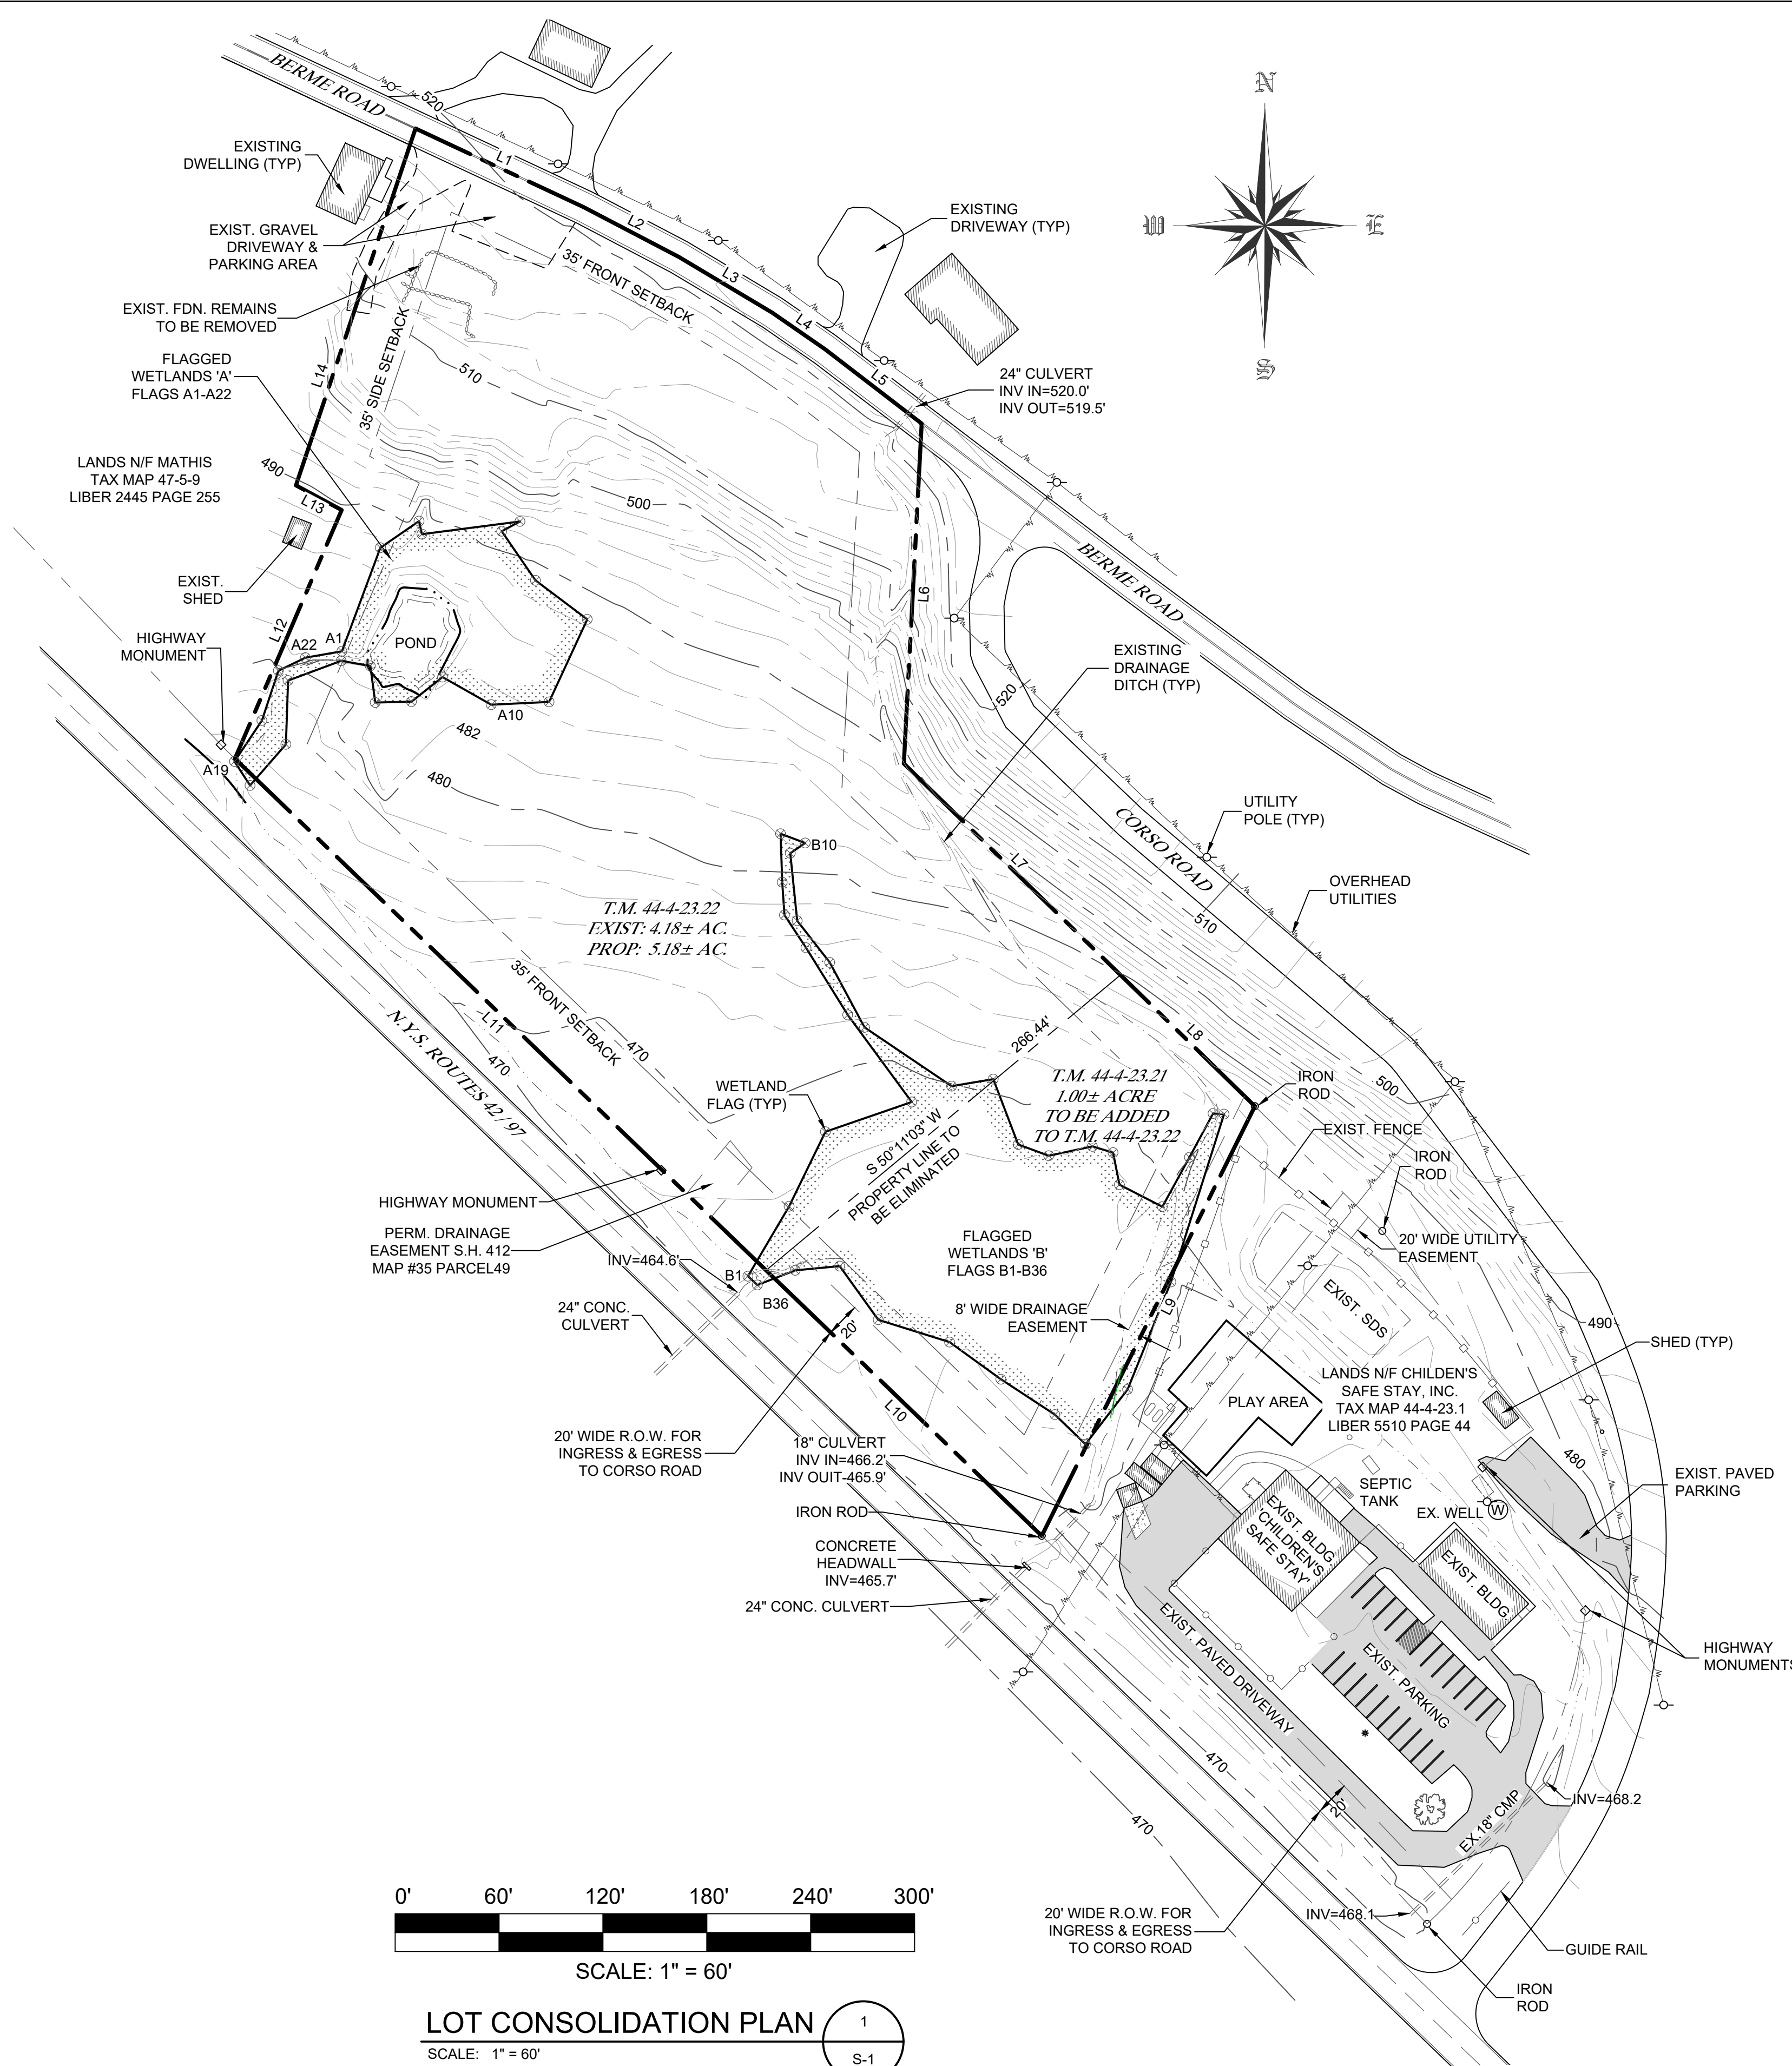 BERME ROAD
520
N
W
E
S
EXISTING
DWELLING (TYP)
L1
EXIST. GRAVEL
DRIVEWAY &
PARKING AREA
L2
EXISTING
DRIVEWAY (TYP)
35' FRONT SETBACK
L3
EXIST. FDN. REMAINS
TO BE REMOVED
L4
35' SIDE SETBACK
FLAGGED
WETLANDS 'A'
FLAGS A1-A22
L14
510
L5
24" CULVERT
INV IN=520.0'
INV OUT=519.5'
LANDS N/F MATHIS
TAX MAP 47-5-9
LIBER 2445 PAGE 255
490
L13
500
BERME ROAD
EXIST.
SHED
L6
HIGHWAY
MONUMENT
L12
A22
A1
POND
EXISTING
DRAINAGE
DITCH (TYP)
520
A10
482
A19
480
UTILITY
POLE (TYP)
B10
L7
CORSO ROAD
OVERHEAD
UTILITIES
T.M. 44-4-23.22
EXIST: 4.18± AC.
PROP: 5.18± AC.
510
35' FRONT SETBACK
L11
N.Y.S. ROUTES 42 / 97
470
470
266.44'
L8
WETLAND
FLAG (TYP)
T.M. 44-4-23.21
1.00± ACRE
TO BE ADDED
TO T.M. 44-4-23.22
IRON
ROD
500
EXIST. FENCE
S 50°11'03" W
PROPERTY LINE TO
BE ELIMINATED
IRON
ROD
HIGHWAY MONUMENT
PERM. DRAINAGE
EASEMENT S.H. 412
MAP #35 PARCEL49
FLAGGED
WETLANDS 'B'
FLAGS B1-B36
20' WIDE UTILITY
EASEMENT
INV=464.6'
B1
B36
24" CONC.
CULVERT
8' WIDE DRAINAGE
EASEMENT
L9
EXIST. SDS
20'
490
SHED (TYP)
LANDS N/F CHILDEN'S
SAFE STAY, INC.
TAX MAP 44-4-23.1
LIBER 5510 PAGE 44
PLAY AREA
L10
20' WIDE R.O.W. FOR
INGRESS & EGRESS
TO CORSO ROAD
18" CULVERT
INV IN=466.2'
INV OUIT-465.9'
480
EXIST. PAVED
PARKING
SEPTIC
TANK
EX. WELL
W
IRON ROD
EXIST. BLDG.
'CHILDREN'S
SAFE STAY'
CONCRETE
HEADWALL
INV=465.7'
EXIST. BLDG.
24" CONC. CULVERT
EXIST. PAVED DRIVEWAY
EXIST. PARKING
HIGHWAY
MONUMENTS
470
470
20'
INV=468.2
EX.18" CMP
0' 60' 120' 180' 240' 300'
SCALE: 1" = 60'
20' WIDE R.O.W. FOR
INGRESS & EGRESS
TO CORSO ROAD
INV=468.1
GUIDE RAIL
IRON
ROD
LOT CONSOLIDATION PLAN
1
SCALE: 1" = 60'
S-1